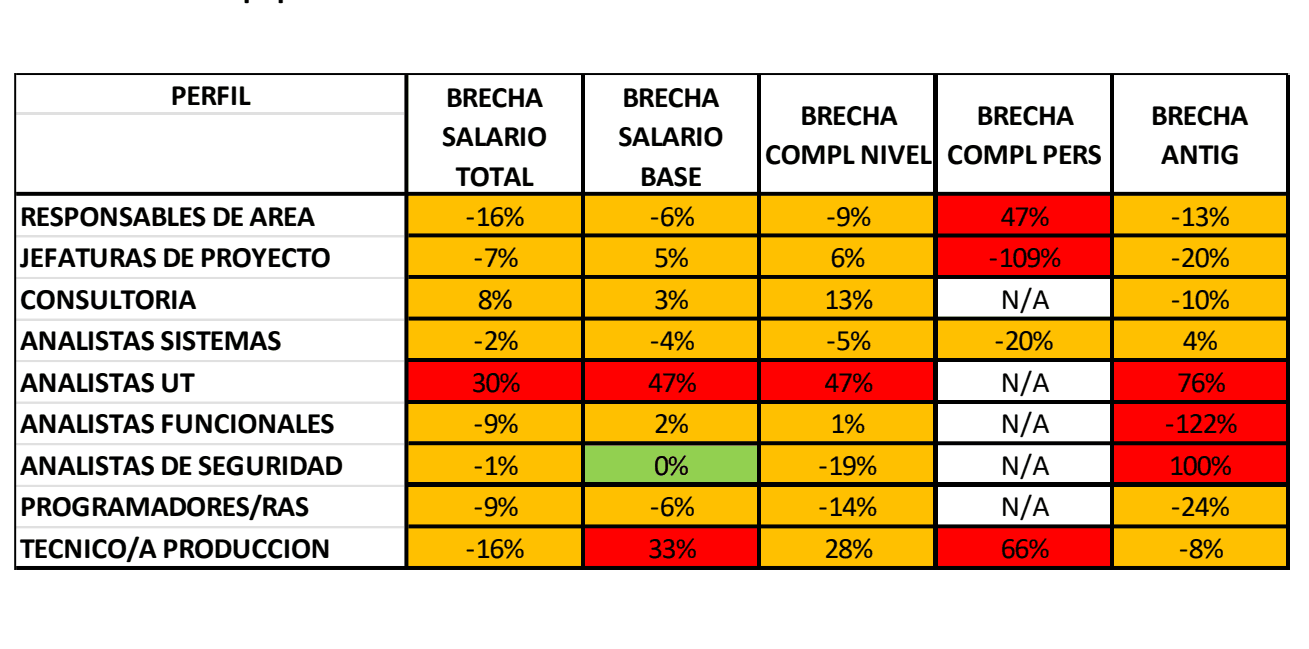 PERFIL BRECHA SALARIO TOTAL BRECHA SALARIO BASE BRECHA COMPL NIVEL BRECHA COMPL PERS BRECHA ANTIG
RESPONSABLES DE AREA -16% -6% -9% 47% -13%
JEFATURAS DE PROYECTO -7% 5% 6% -109% -20%
CONSULTORIA 8% 3% 13% N/A -10%
ANALISTAS SISTEMAS -2% -4% -5% -20% 4%
ANALISTAS UT 30% 47% 47% N/A 76%
ANALISTAS FUNCIONALES -9% 2% 1% N/A -122%
ANALISTAS DE SEGURIDAD -1% 0% -19% N/A 100%
PROGRAMADORES/RAS -9% -6% -14% N/A -24%
TECNICO/A PRODUCCION -16% 33% 28% 66% -8%